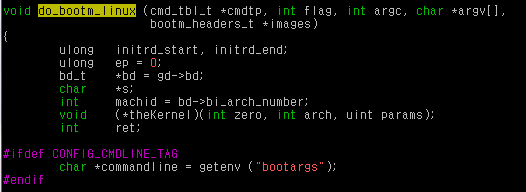 void do_bootm_linux (cmd_tbl_t *cmdtp, int flag, int argc, char *argv[],
bootm_headers_t *images)
{
ulong initrd_start, initrd_end;
ulong ep = 0;
bd_t *bd = gd->bd;
char *s;
int machid = bd->bi_arch_number;
void (*theKernel)(int zero, int arch, uint params);
int ret;
#ifdef CONFIG_CMDLINE_TAG
char *commandline = getenv ("bootargs");
#endif